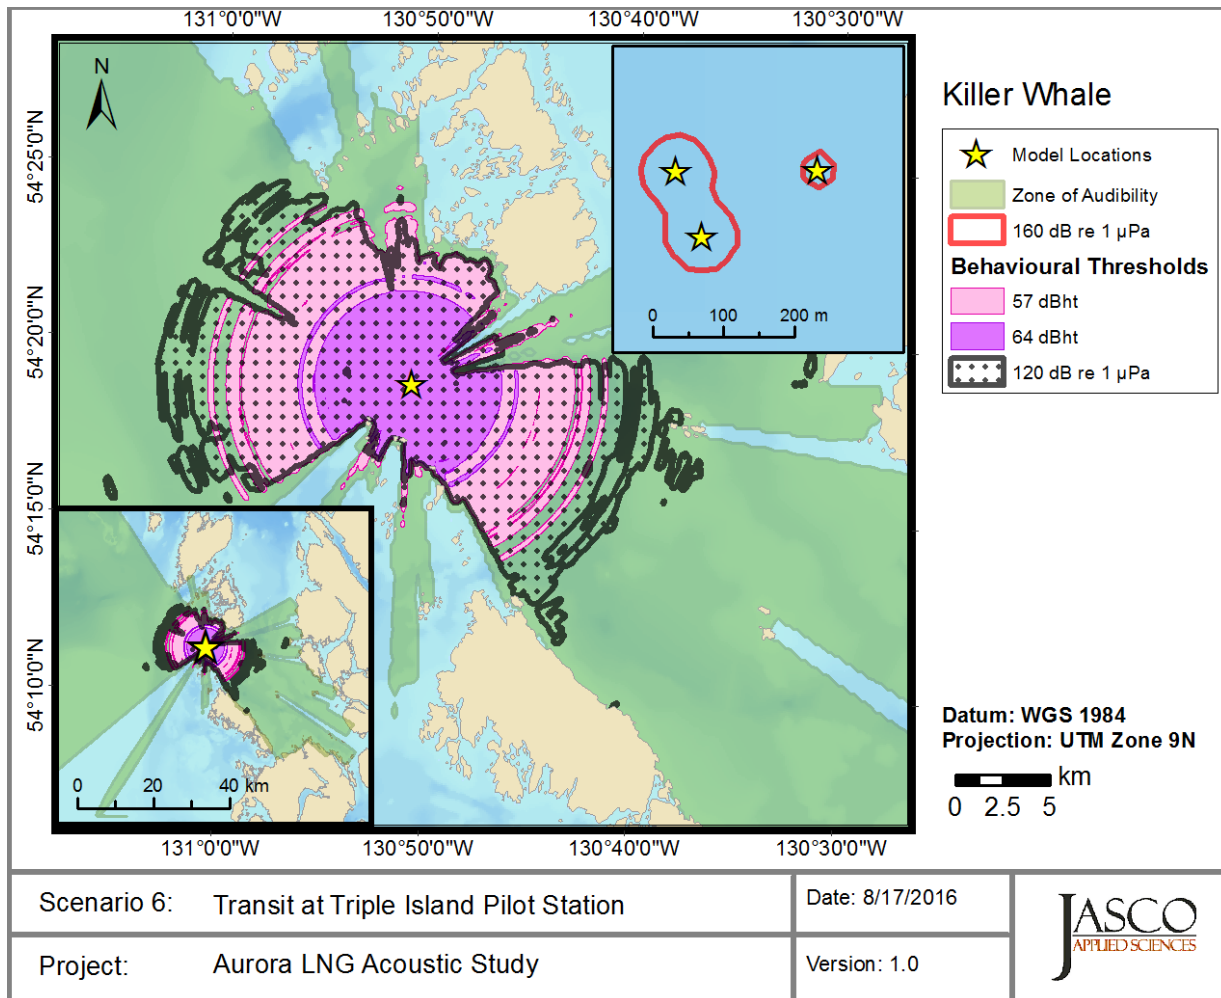 131°0'0"W 130°50'0"W 130°40'0"W 130°30'0"W
54°25'0"N
54°20'0"N
54°15'0"N
54°10'0"N
N
0 100 200 m
0 20 40 km
131°0'0"W 130°50'0"W 130°40'0"W 130°30'0"W
Killer Whale
Model Locations
Zone of Audibility
160 dB re 1 µPa
Behavioural Thresholds
57 dBht
64 dBht
120 dB re 1 µPa
Datum: WGS 1984
Projection: UTM Zone 9N
km
0 2.5 5
Scenario 6: Transit at Triple Island Pilot Station
Date: 8/17/2016
Project: Aurora LNG Acoustic Study
Version: 1.0
JASCO
APPLIED SCIENCES